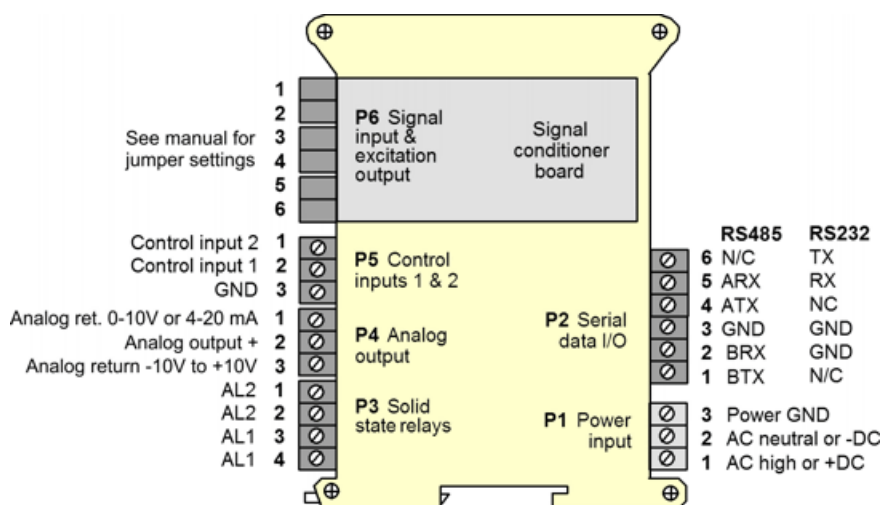 1
2
See manual for 3
jumper settings 4
5
6
P6 Signal
input &
excitation
output
Signal
conditioner
board
Control input 2 1
Control input 1 2
GND 3
P5 Control
inputs 1 & 2
Analog ret. 0-10V or 4-20 mA 1
Analog output + 2
Analog return -10V to +10V 3
P4 Analog
output
AL2 1
AL2 2
AL1 3
AL1 4
P3 Solid
state relays
RS485 RS232
6 N/C TX
5 ARX RX
4 ATX NC
3 GND GND
2 BRX GND
1 BTX N/C
P2 Serial
data I/O
P1 Power
input
3 Power GND
2 AC neutral or -DC
1 AC high or +DC